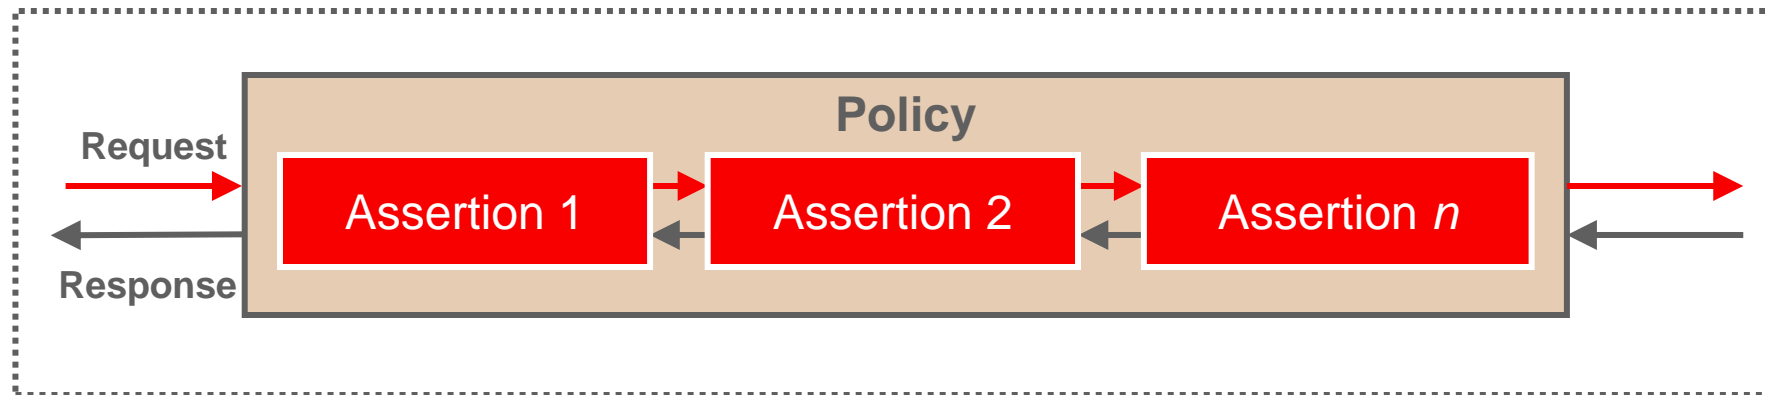 Policy
Request
Assertion 1
Assertion 2
Assertion n
Response